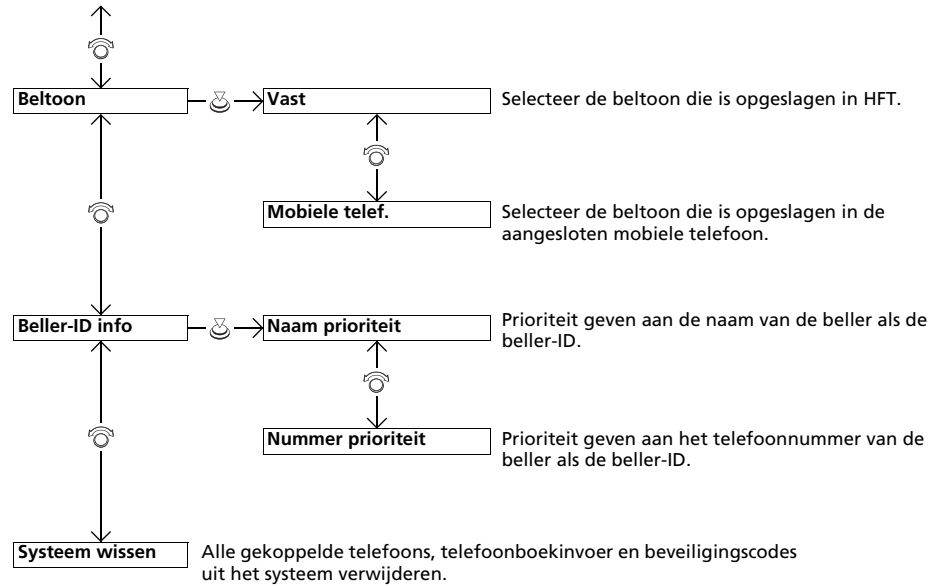 Beltoon
Vast
Selecteer de beltoon die is opgeslagen in HFT.
Mobiele telef.
Selecteer de beltoon die is opgeslagen in de
aangesloten mobiele telefoon.
Beller-ID info
Naam prioriteit
Prioriteit geven aan de naam van de beller als de
beller-ID.
Nummer prioriteit
Prioriteit geven aan het telefoonnummer van de
beller als de beller-ID.
Systeem wissen
Alle gekoppelde telefoons, telefoonboekinvoer en beveiligingscodes
uit het systeem verwijderen.